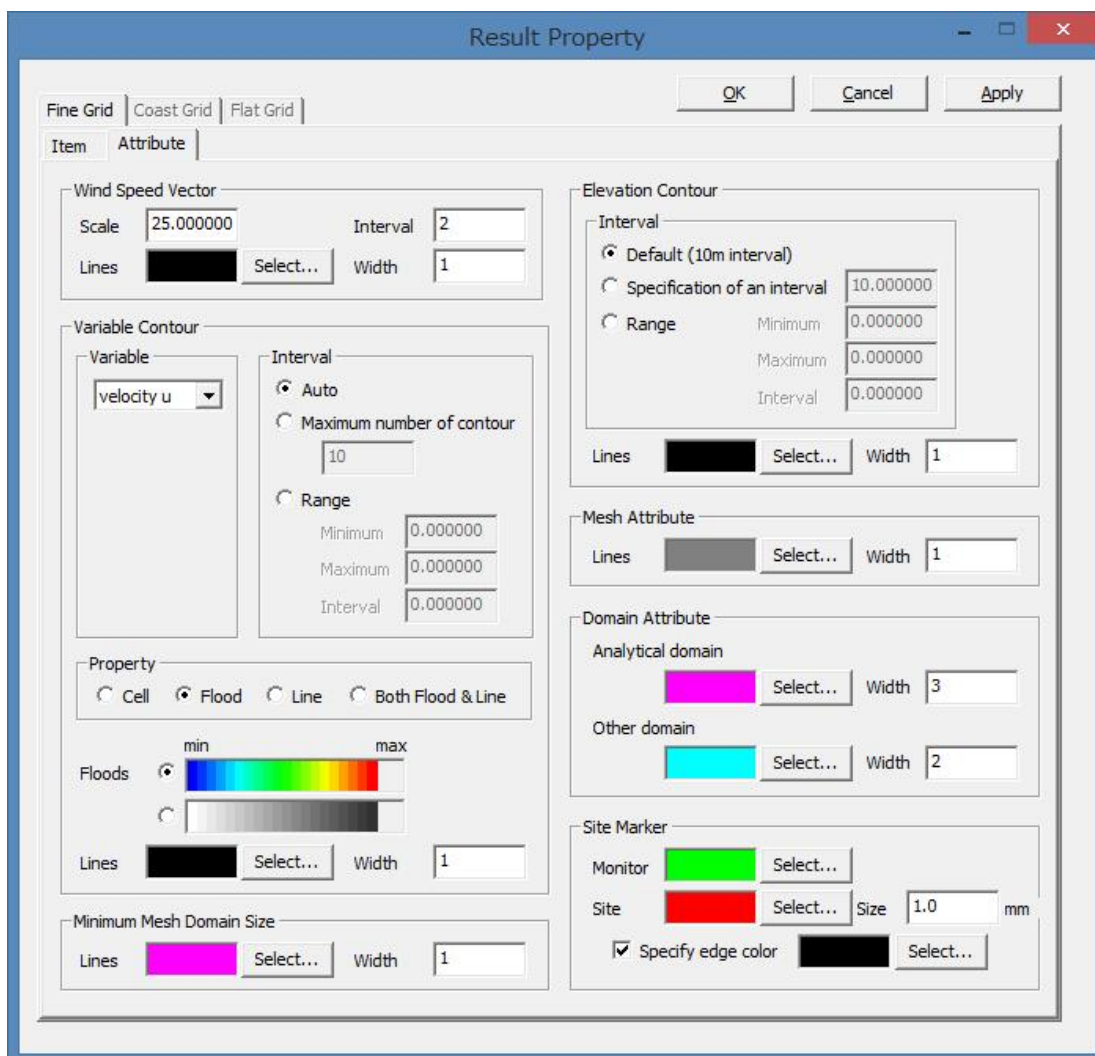 Result Property
OK Cancel Apply
Fine Grid Coast Grid Flat Grid
Item Attribute
Wind Speed Vector
Scale 25.000000 Interval 2
Lines Select... Width 1
Variable Contour
Variable
velocity u
Interval
Auto
Maximum number of contour
10
Range
Minimum 0.000000
Maximum 0.000000
Interval 0.000000
Property
Cell Flood Line Both Flood & Line
min max
Floods
Lines Select... Width 1
Minimum Mesh Domain Size
Lines Select... Width 1
Elevation Contour
Interval
Default (10m interval)
Specification of an interval 10.000000
Range Minimum 0.000000
Maximum 0.000000
Interval 0.000000
Lines Select... Width 1
Mesh Attribute
Lines Select... Width 1
Domain Attribute
Analytical domain
Select... Width 3
Other domain
Select... Width 2
Site Marker
Monitor Select...
Site Select... Size 1.0 mm
Specify edge color Select...